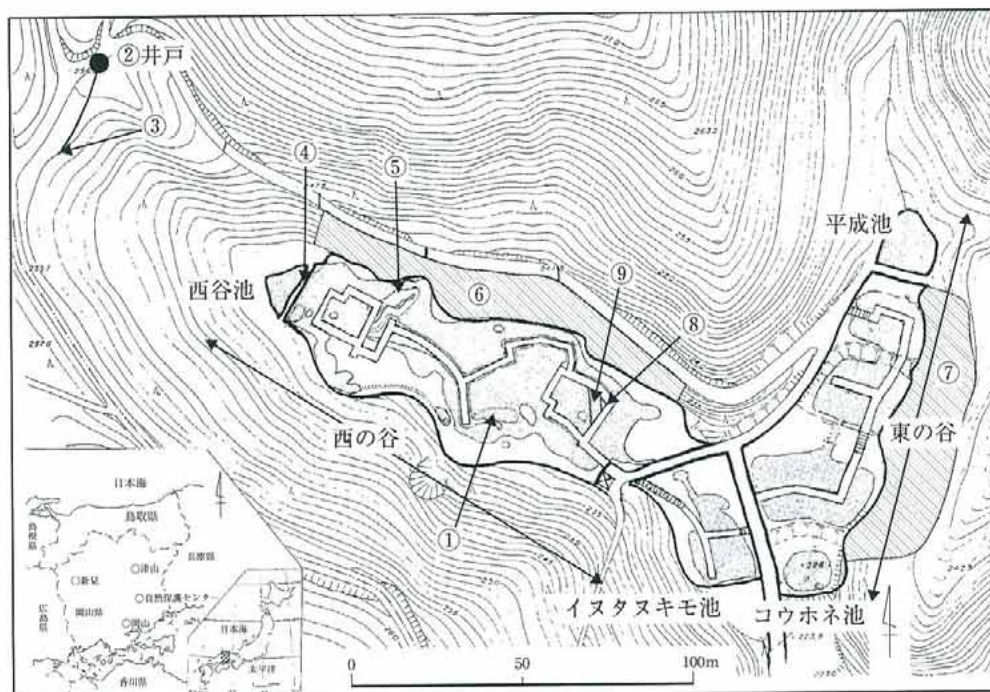 ②井戸
③
④
⑤
平成池
西谷池
⑥
⑨
⑧
⑦
東の谷
西の谷
①
イヌタヌキモ池
コウホネ池
日本海
鳥取県
島根県
兵庫県
○津山
○新見
○自然保護センター
岡山県
広島県
○岡山
香川県
日本海
太平洋
0
50
100m